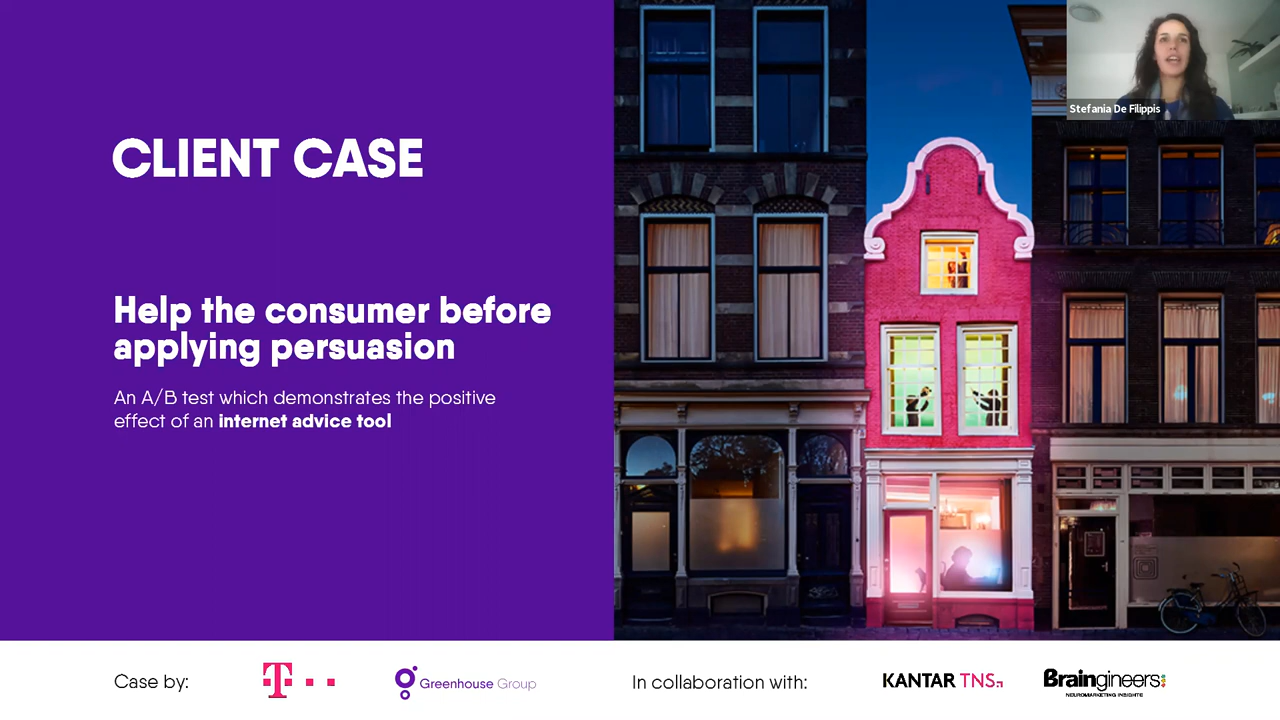 Stefania De Filippis
CLIENT CASE
Help the consumer before
applying persuasion
An A/B test which demonstrates the positive
effect of an internet advice tool
Case by:
T
Greenhouse Group
In collaboration with:
KANTAR TNS
Braingineers
NEUROMARKETING INSIGHTS